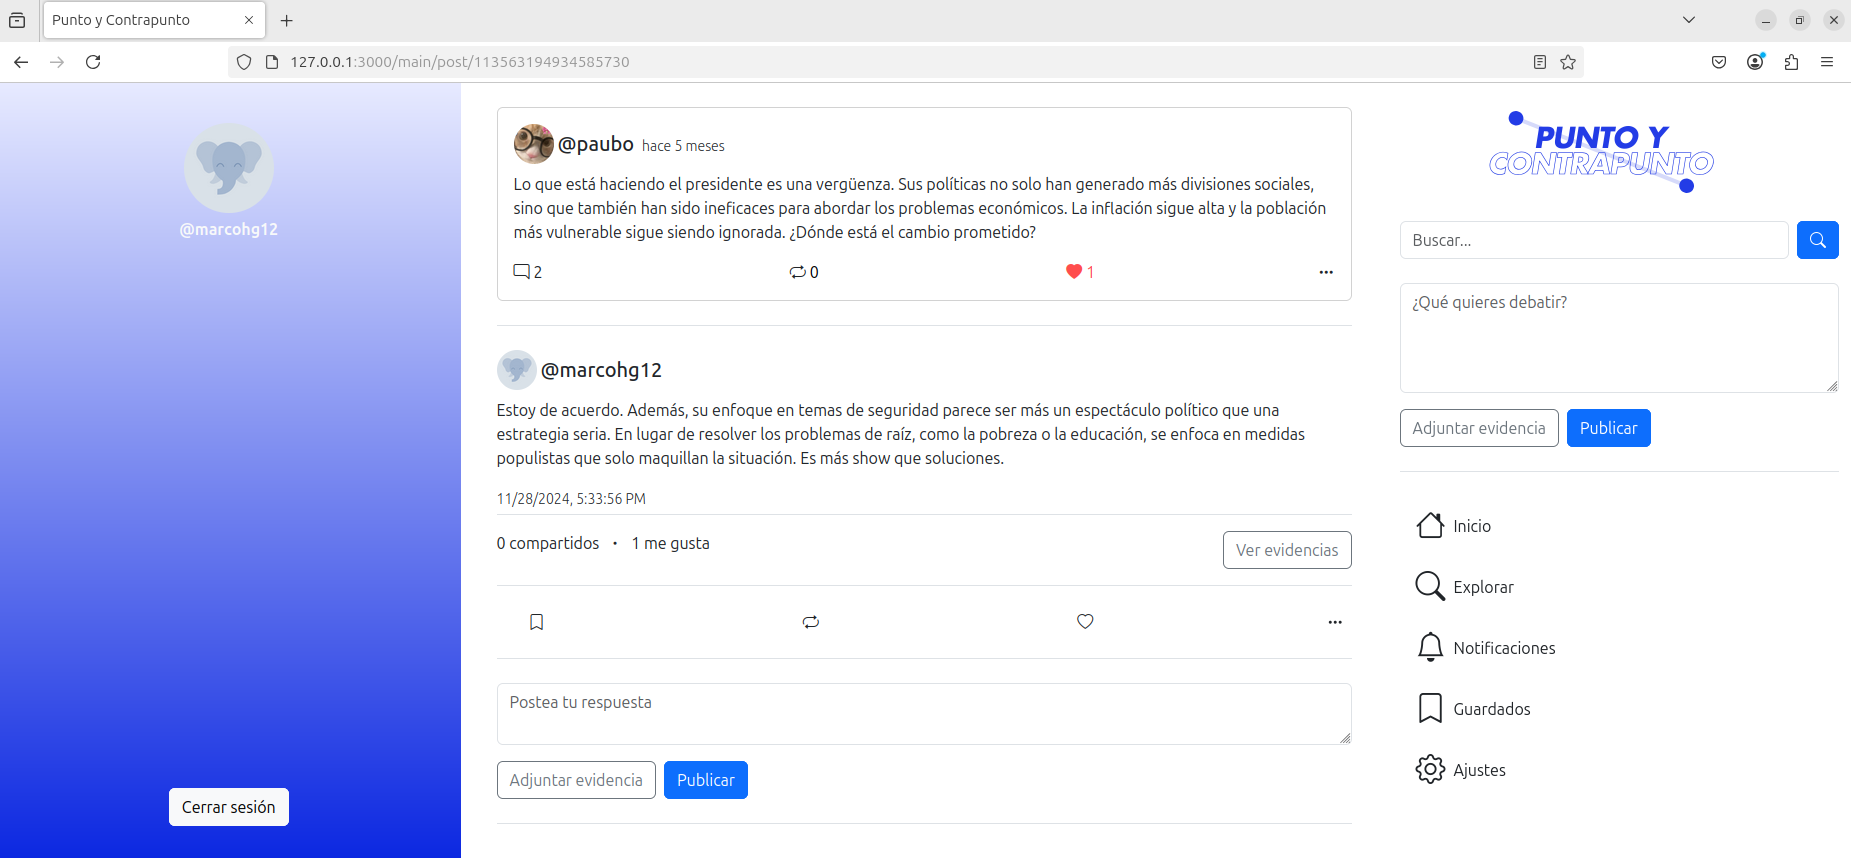 Punto y Contrapunto
127.0.0.1:3000/main/post/113563194934585730
@marcohg12
Cerrar sesión
@paubo hace 5 meses
Lo que está haciendo el presidente es una vergüenza. Sus políticas no solo han generado más divisiones sociales,
sino que también han sido ineficaces para abordar los problemas económicos. La inflación sigue alta y la población
más vulnerable sigue siendo ignorada. ¿Dónde está el cambio prometido?
2 0 1
@marcohg12
Estoy de acuerdo. Además, su enfoque en temas de seguridad parece ser más un espectáculo político que una
estrategia seria. En lugar de resolver los problemas de raíz, como la pobreza o la educación, se enfoca en medidas
populistas que solo maquillan la situación. Es más show que soluciones.
11/28/2024, 5:33:56 PM
0 compartidos • 1 me gusta
Ver evidencias
Postea tu respuesta
Adjuntar evidencia Publicar
PUNTO Y
CONTRAPUNTO
Buscar...
¿Qué quieres debatir?
Adjuntar evidencia Publicar
Inicio
Explorar
Notificaciones
Guardados
Ajustes